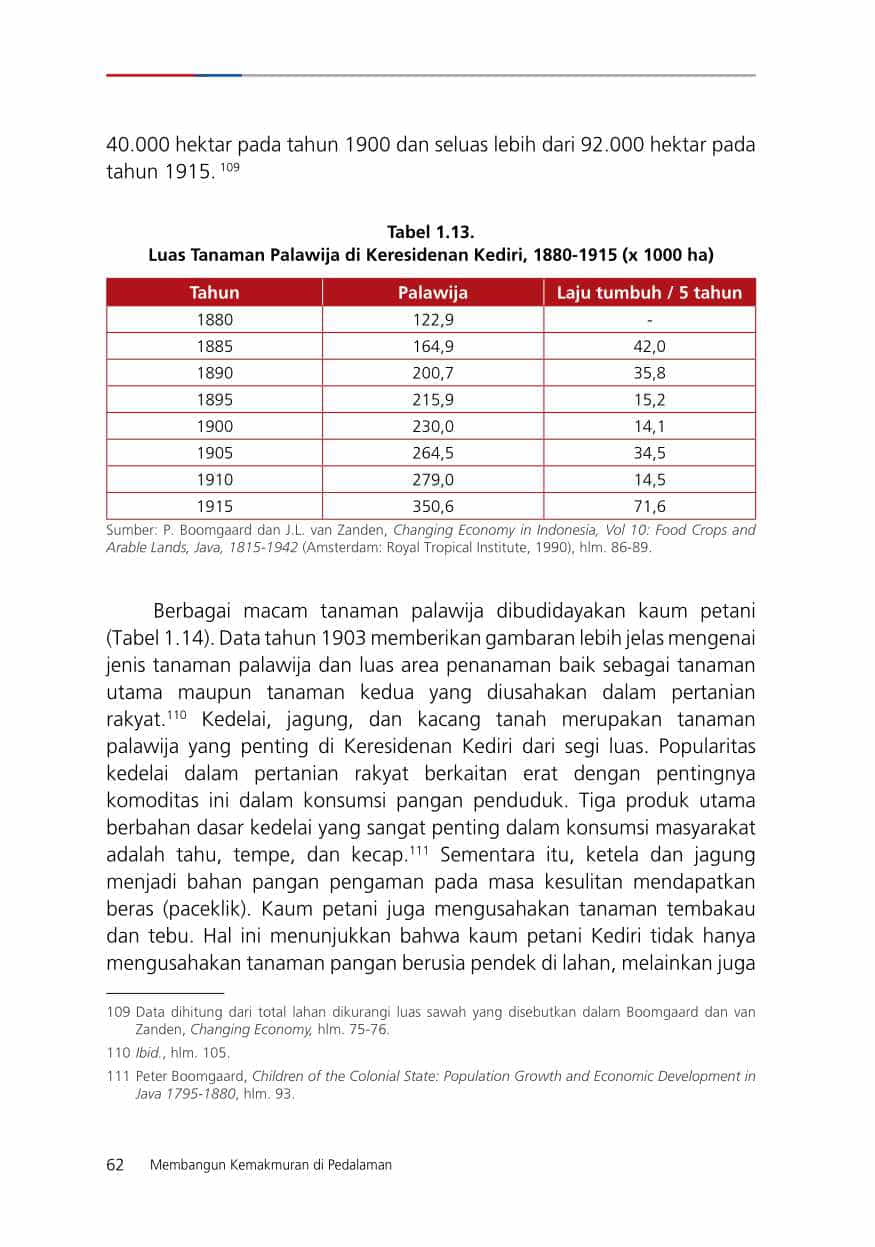 40.000 hektar pada tahun 1900 dan seluas lebih dari 92.000 hektar pada
tahun 1915. 109
Tabel 1.13.
Luas Tanaman Palawija di Keresidenan Kediri, 1880-1915 (x 1000 ha)
Tahun Palawija Laju tumbuh / 5 tahun
1880 122,9 -
1885 164,9 42,0
1890 200,7 35,8
1895 215,9 15,2
1900 230,0 14,1
1905 264,5 34,5
1910 279,0 14,5
1915 350,6 71,6
Sumber: P. Boomgaard dan J.L. van Zanden, Changing Economy in Indonesia, Vol 10: Food Crops and
Arable Lands, Java, 1815-1942 (Amsterdam: Royal Tropical Institute, 1990), hlm. 86-89.
Berbagai macam tanaman palawija dibudidayakan kaum petani
(Tabel 1.14). Data tahun 1903 memberikan gambaran lebih jelas mengenai
jenis tanaman palawija dan luas area penanaman baik sebagai tanaman
utama maupun tanaman kedua yang diusahakan dalam pertanian
rakyat.110 Kedelai, jagung, dan kacang tanah merupakan tanaman
palawija yang penting di Keresidenan Kediri dari segi luas. Popularitas
kedelai dalam pertanian rakyat berkaitan erat dengan pentingnya
komoditas ini dalam konsumsi pangan penduduk. Tiga produk utama
berbahan dasar kedelai yang sangat penting dalam konsumsi masyarakat
adalah tahu, tempe, dan kecap.111 Sementara itu, ketela dan jagung
menjadi bahan pangan pengaman pada masa kesulitan mendapatkan
beras (paceklik). Kaum petani juga mengusahakan tanaman tembakau
dan tebu. Hal ini menunjukkan bahwa kaum petani Kediri tidak hanya
mengusahakan tanaman pangan berusia pendek di lahan, melainkan juga
109 Data dihitung dari total lahan dikurangi luas sawah yang disebutkan dalam Boomgaard dan van
Zanden, Changing Economy, hlm. 75-76.
110 Ibid., hlm. 105.
111 Peter Boomgaard, Children of the Colonial State: Population Growth and Economic Development in
Java 1795-1880, hlm. 93.
62 Membangun Kemakmuran di Pedalaman